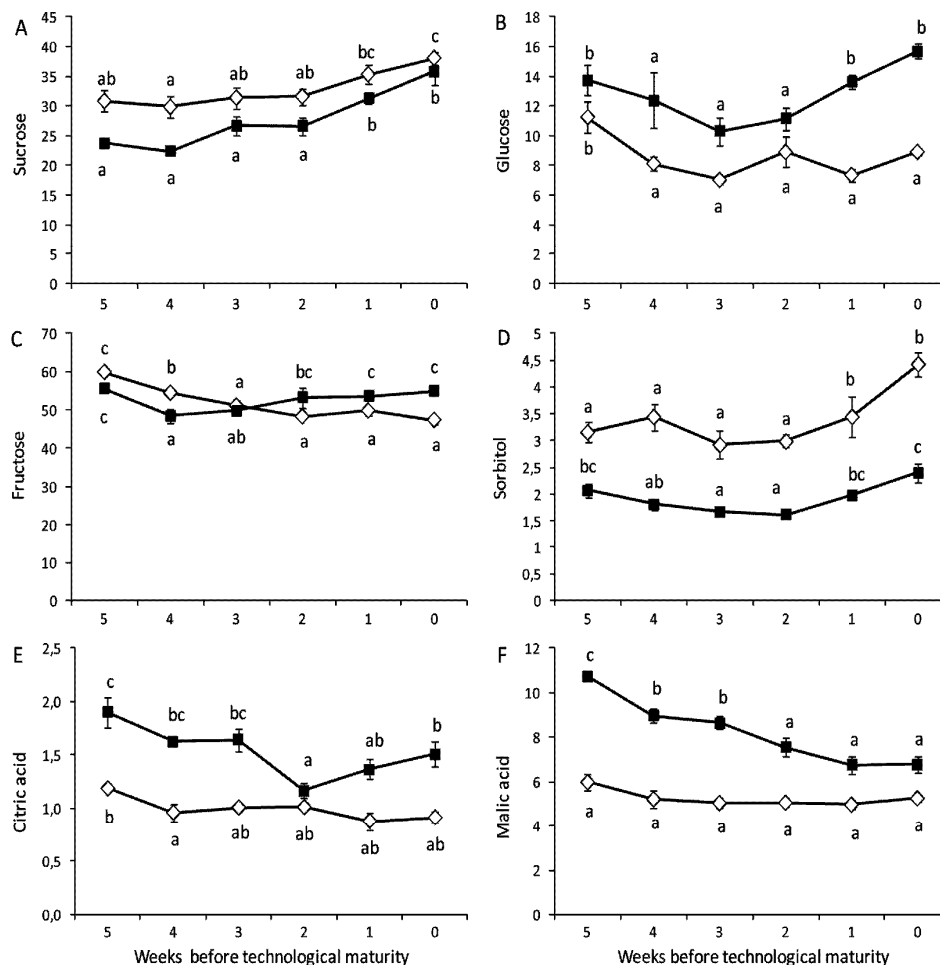 A
Sucrose
45
40
35
30
25
20
15
10
5
0
ab a ab ab bc c
a a a a b b
5 4 3 2 1 0
B
Glucose
18
16
14
12
10
8
6
4
2
0
b a a a b b
b a a a a a
5 4 3 2 1 0
C
Fructose
70
60
50
40
30
20
10
0
c b a bc c c
c a ab a a a
5 4 3 2 1 0
D
Sorbitol
5
4,5
4
3,5
3
2,5
2
1,5
1
0,5
0
a a a a b b
bc ab a a bc c
5 4 3 2 1 0
E
Citric acid
2,5
2,0
1,5
1,0
0,5
0,0
c bc bc a ab b
b a ab ab ab ab
5 4 3 2 1 0
Weeks before technological maturity
F
Malic acid
12
10
8
6
4
2
0
c b b a a a
a a a a a a
5 4 3 2 1 0
Weeks before technological maturity